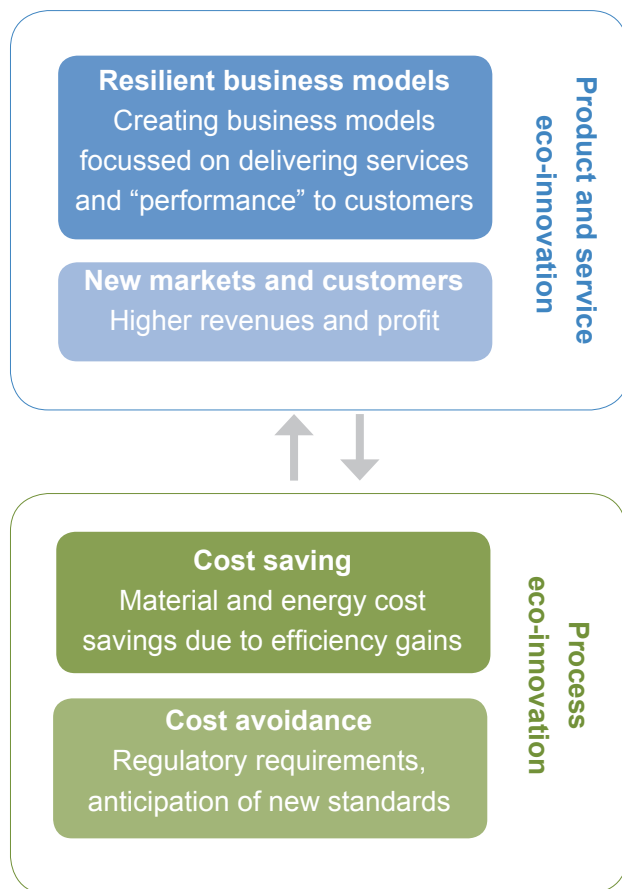 Resilient business models
Creating business models
focussed on delivering services
and “performance” to customers
New markets and customers
Higher revenues and profit
Product and service
eco-innovation
Cost saving
Material and energy cost
savings due to efficiency gains
Cost avoidance
Regulatory requirements,
anticipation of new standards
Process
eco-innovation